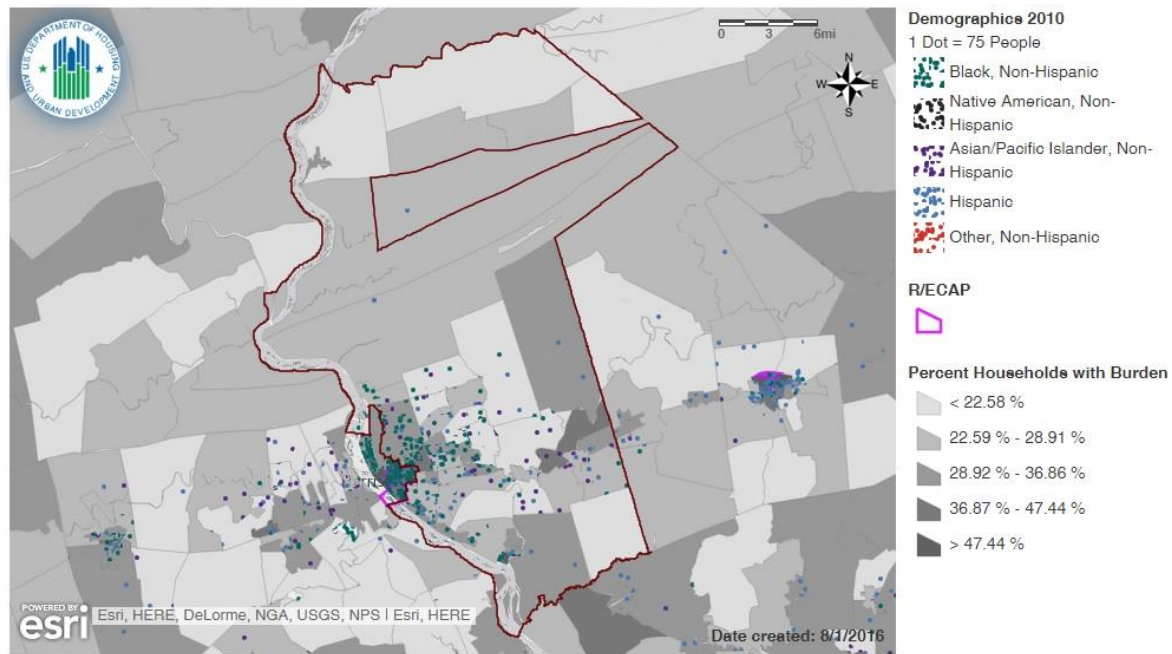 US DEPARTMENT OF HOUSING
AND URBAN DEVELOPMENT
0 3 6mi
N
W E
S
POWERED BY
esri
Esri, HERE, DeLorme, NGA, USGS, NPS | Esri, HERE
Date created: 8/1/2016
Demographics 2010
1 Dot = 75 People
Black, Non-Hispanic
Native American, Non-
Hispanic
Asian/Pacific Islander, Non-
Hispanic
Hispanic
Other, Non-Hispanic
R/ECAP
Percent Households with Burden
< 22.58 %
22.59 % - 28.91 %
28.92 % - 36.86 %
36.87 % - 47.44 %
> 47.44 %